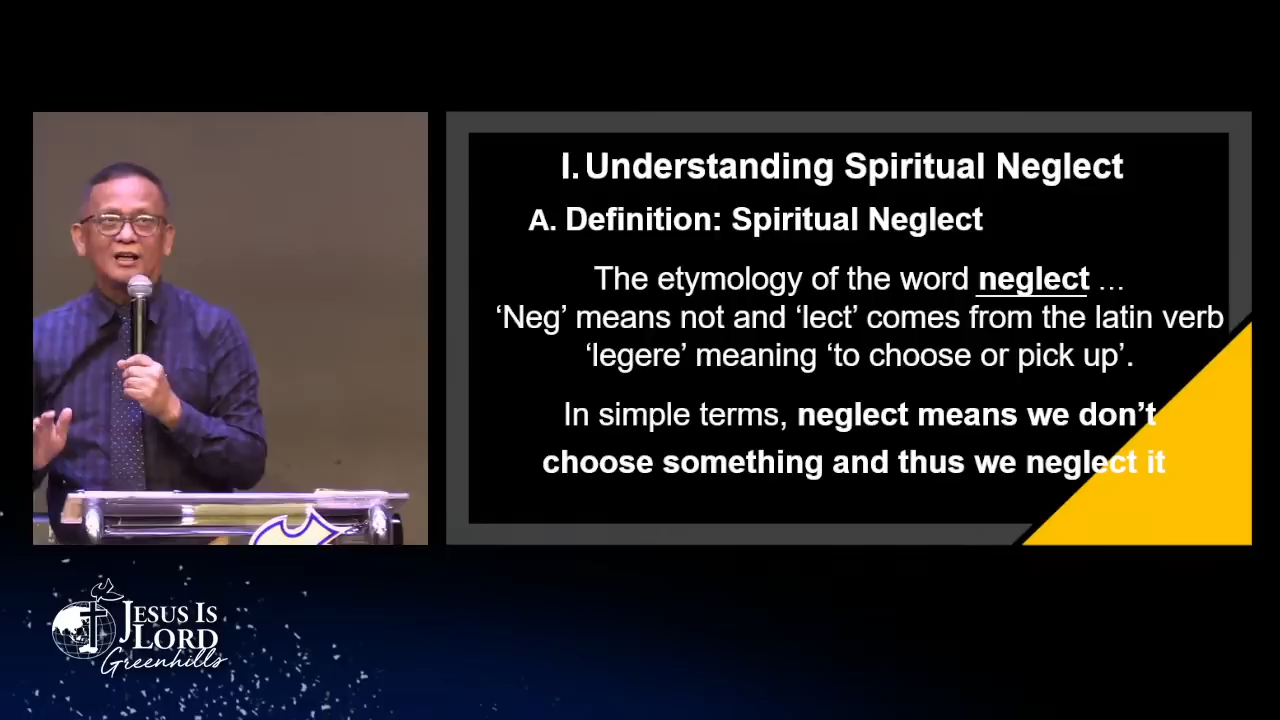 I. Understanding Spiritual Neglect
A. Definition: Spiritual Neglect
The etymology of the word neglect ...
‘Neg’ means not and ‘lect’ comes from the latin verb
‘legere’ meaning ‘to choose or pick up’.
In simple terms, neglect means we don’t
choose something and thus we neglect it
JESUS IS
LORD
Greenhills